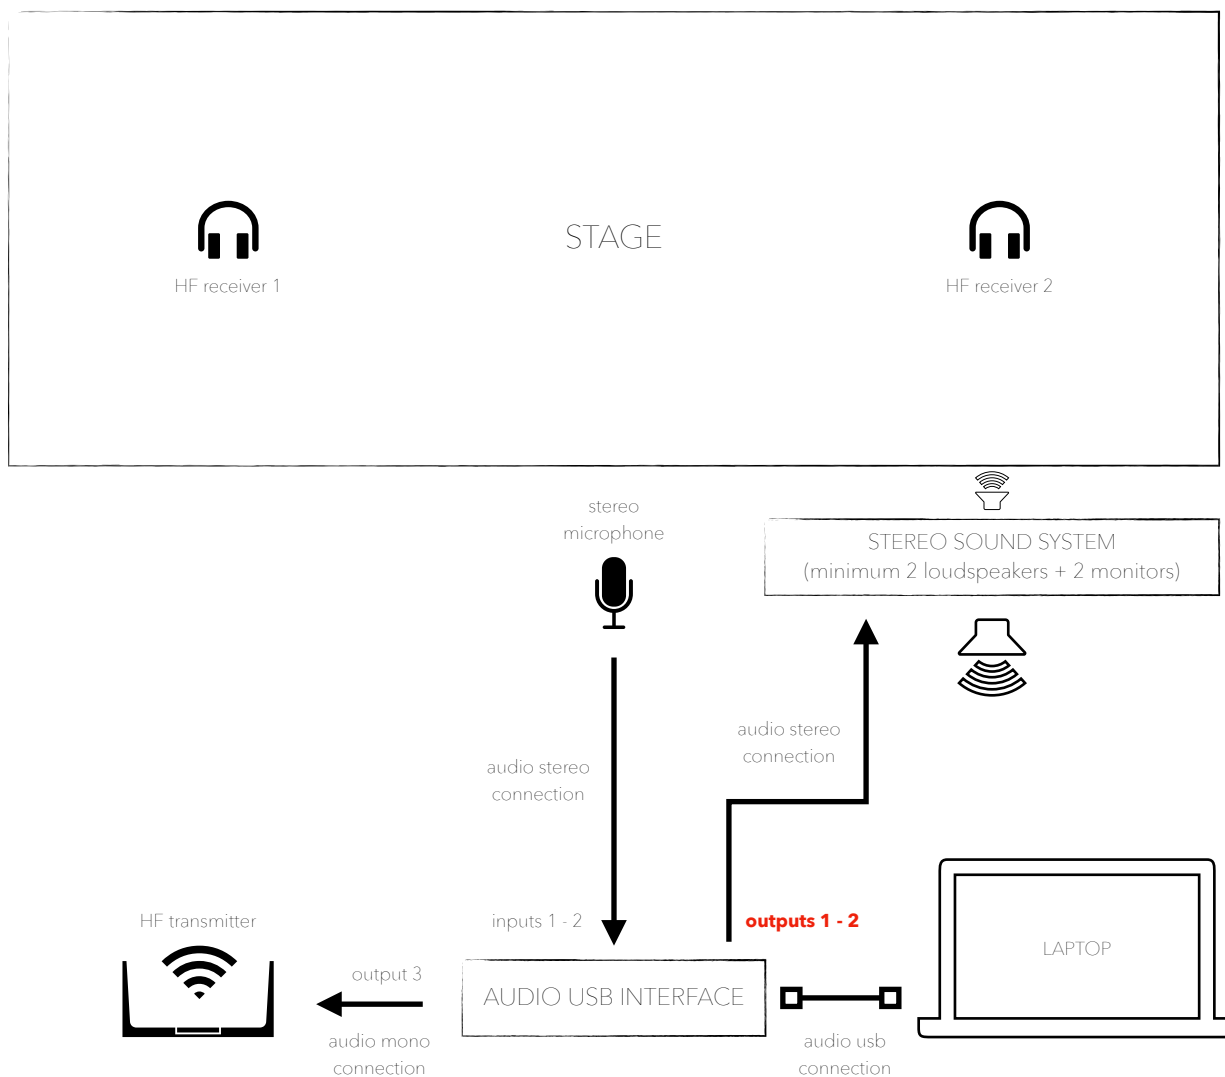 STAGE
HF receiver 1
HF receiver 2
stereo
microphone
STEREO SOUND SYSTEM
(minimum 2 loudspeakers + 2 monitors)
audio stereo
connection
audio stereo
connection
HF transmitter
inputs 1 - 2
outputs 1 - 2
LAPTOP
output 3
AUDIO USB INTERFACE
audio mono
connection
audio usb
connection